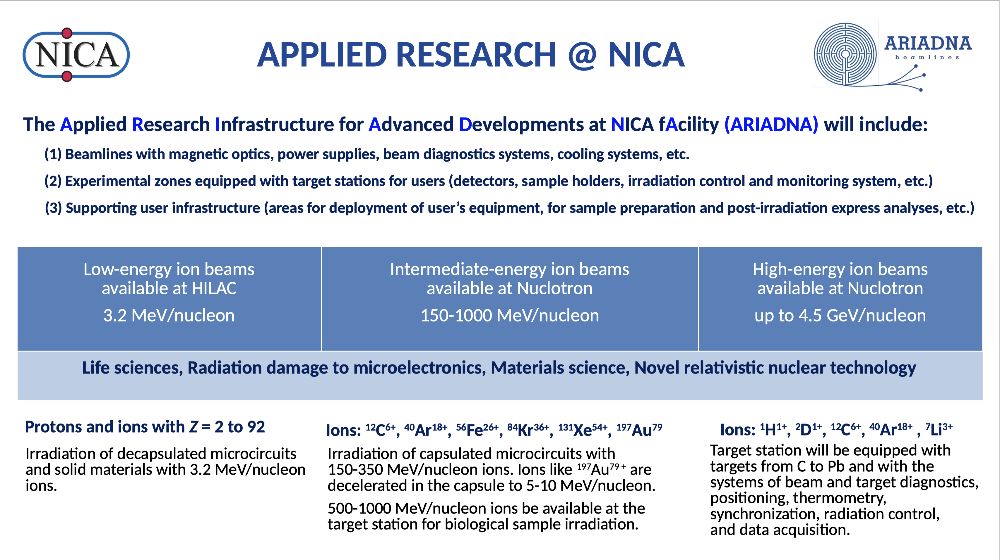 NICA
APPLIED RESEARCH @ NICA
ARIADNA
beamlines
The Applied Research Infrastructure for Advanced Developments at NICA fAcility (ARIADNA) will include:
(1) Beamlines with magnetic optics, power supplies, beam diagnostics systems, cooling systems, etc.
(2) Experimental zones equipped with target stations for users (detectors, sample holders, irradiation control and monitoring system, etc.)
(3) Supporting user infrastructure (areas for deployment of user’s equipment, for sample preparation and post-irradiation express analyses, etc.)
Low-energy ion beams
available at HILAC
3.2 MeV/nucleon
Intermediate-energy ion beams
available at Nuclotron
150-1000 MeV/nucleon
High-energy ion beams
available at Nuclotron
up to 4.5 GeV/nucleon
Life sciences, Radiation damage to microelectronics, Materials science, Novel relativistic nuclear technology
Protons and ions with Z = 2 to 92
Irradiation of decapsulated microcircuits
and solid materials with 3.2 MeV/nucleon
ions.
Ions: ¹²C⁶⁺, ⁴⁰Ar¹⁸⁺, ⁵⁶Fe²⁶⁺, ⁸⁴Kr³⁶⁺, ¹³¹Xe⁵⁴⁺, ¹⁹⁷Au⁷⁹
Irradiation of capsulated microcircuits with
150-350 MeV/nucleon ions. Ions like ¹⁹⁷Au⁷⁹ ⁺ are
decelerated in the capsule to 5-10 MeV/nucleon.
500-1000 MeV/nucleon ions be available at the
target station for biological sample irradiation.
Ions: ¹H¹⁺, ²D¹⁺, ¹²C⁶⁺, ⁴⁰Ar¹⁸⁺ , ⁷Li³⁺
Target station will be equipped with
targets from C to Pb and with the
systems of beam and target diagnostics,
positioning, thermometry,
synchronization, radiation control,
and data acquisition.